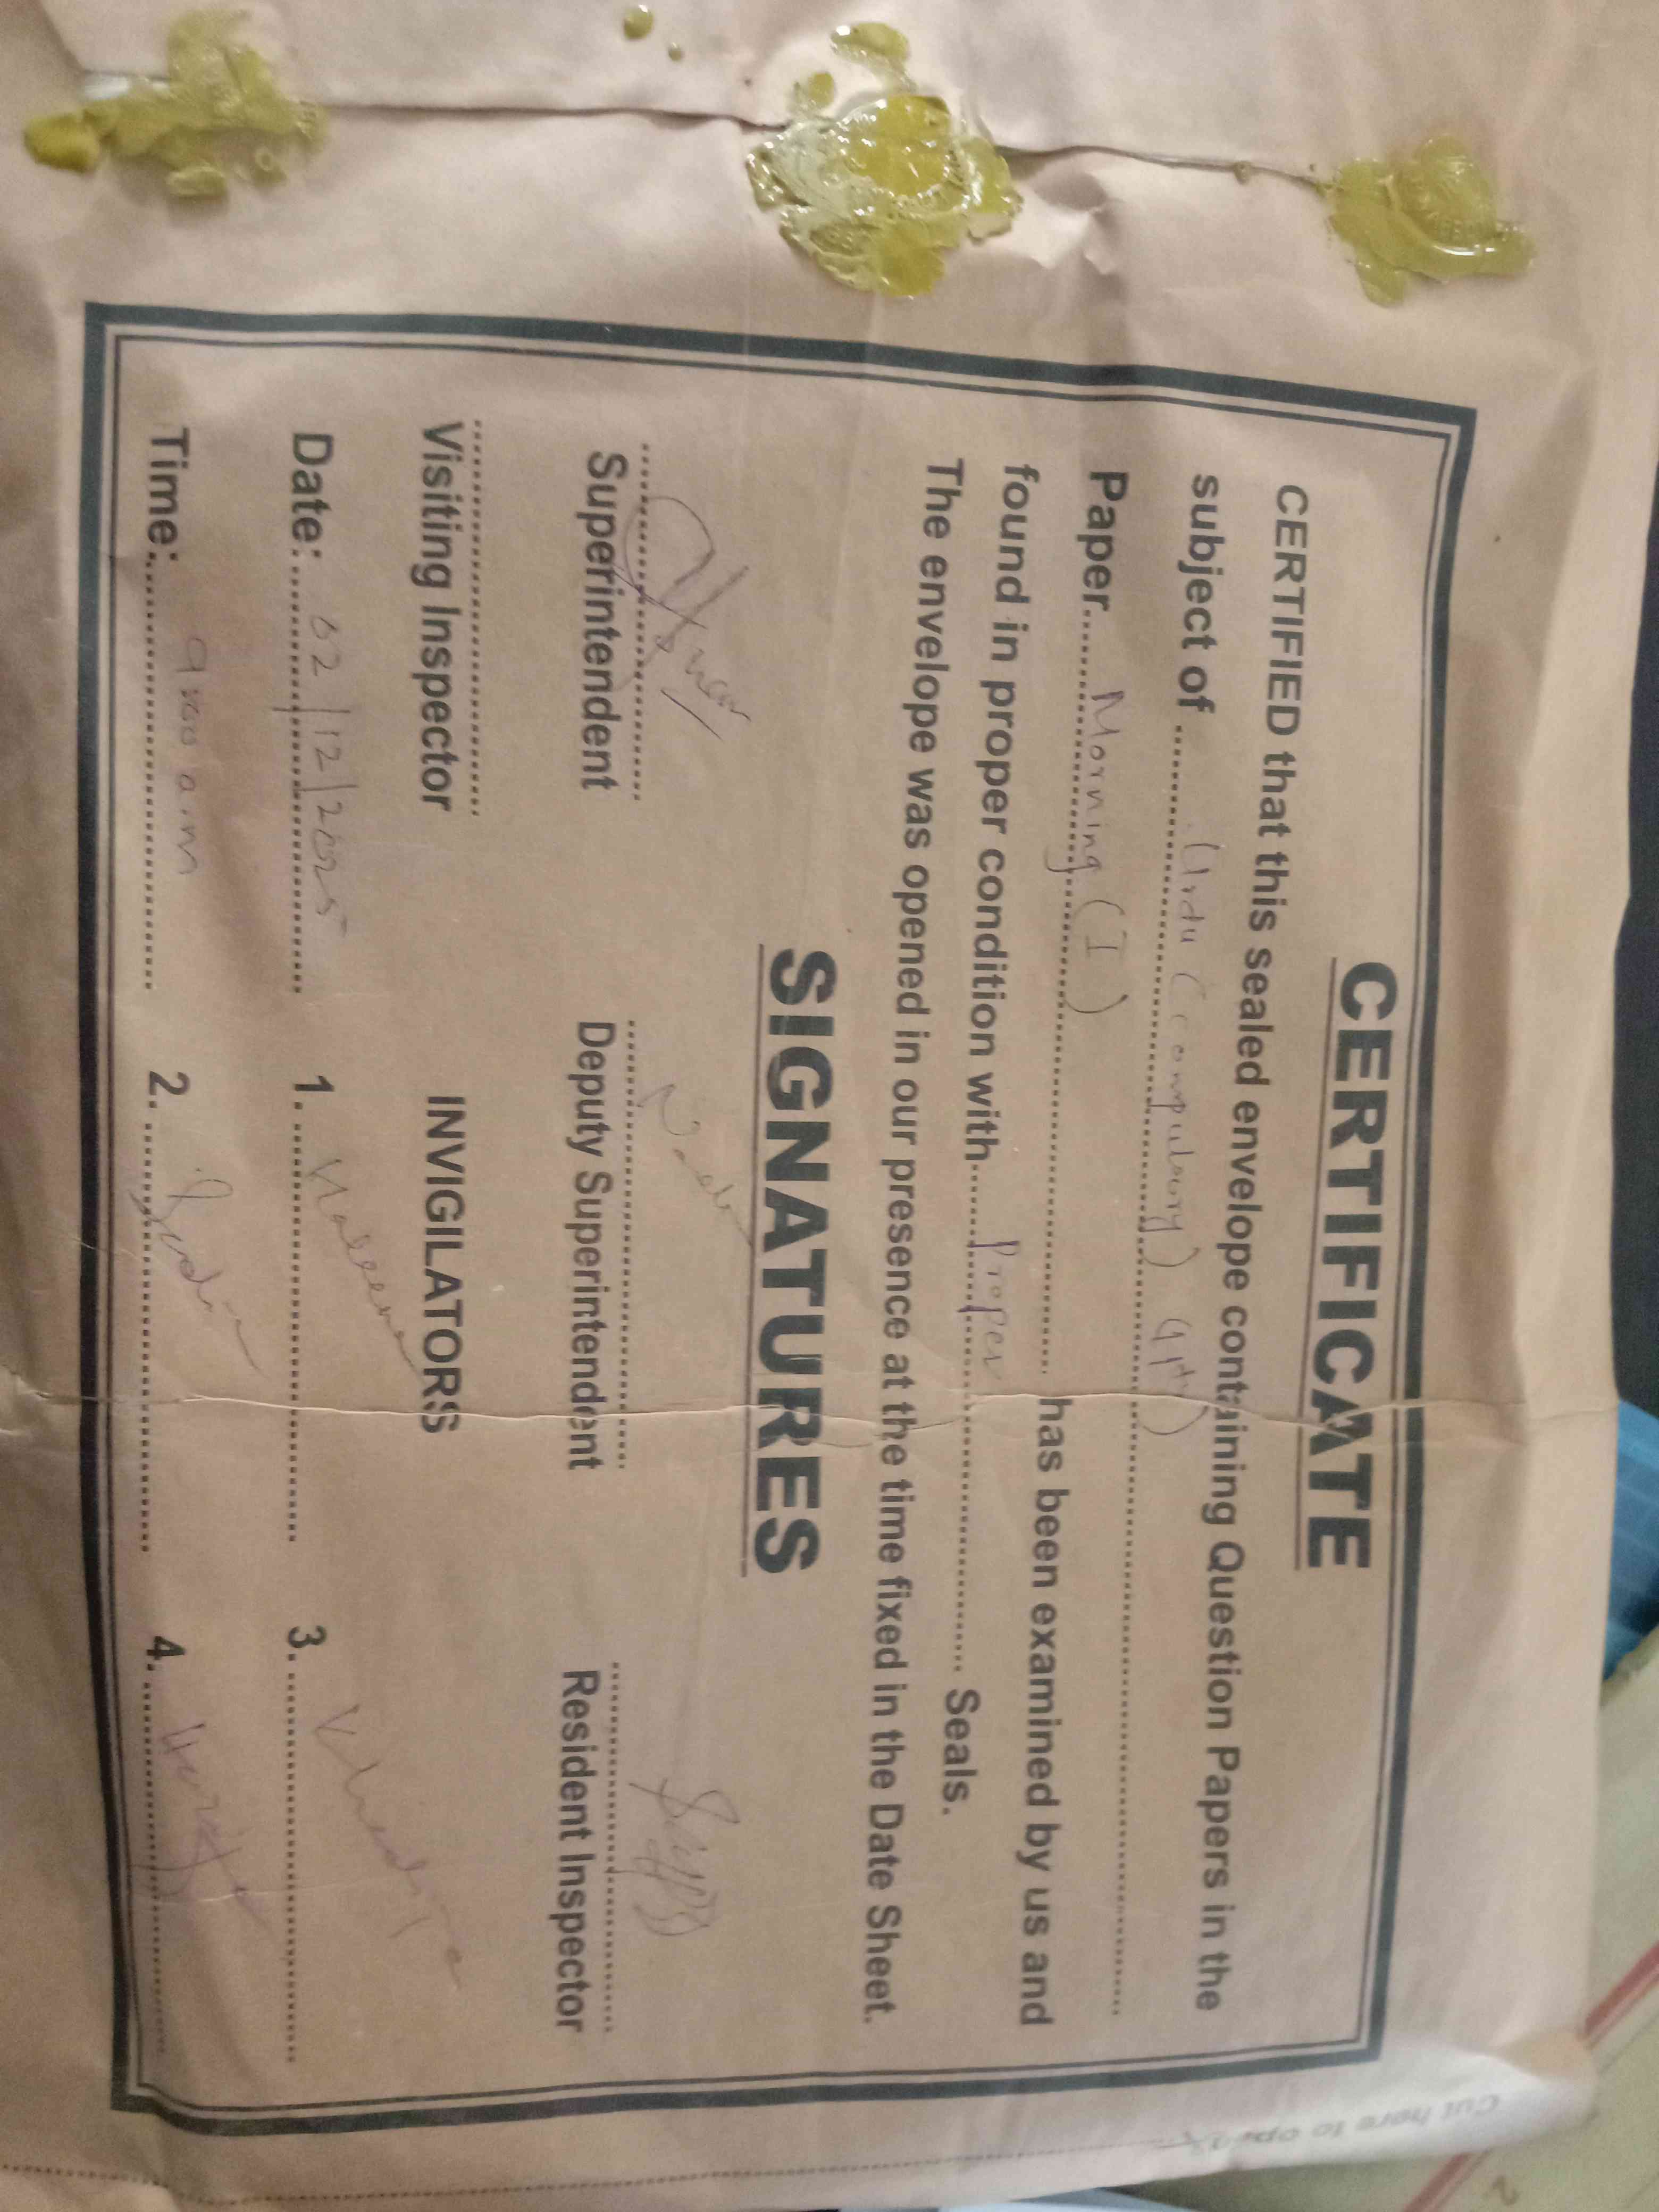 CERTIFICATE
CERTIFIED that this sealed envelope containing Question Papers in the
subject of ........ Urdu (Compulsory) 9th) ........
Paper..... Morning (I) ........ has been examined by us and
found in proper condition with...... Proper ........ Seals.
The envelope was opened in our presence at the time fixed in the Date Sheet.
SIGNATURES
Superintendent Deputy Superintendent Resident Inspector
Visiting Inspector INVIGILATORS
Date: 02/12/2025 1. Haleema 3.
Time: 9:00 a.m 2. 4.
Cut here to open